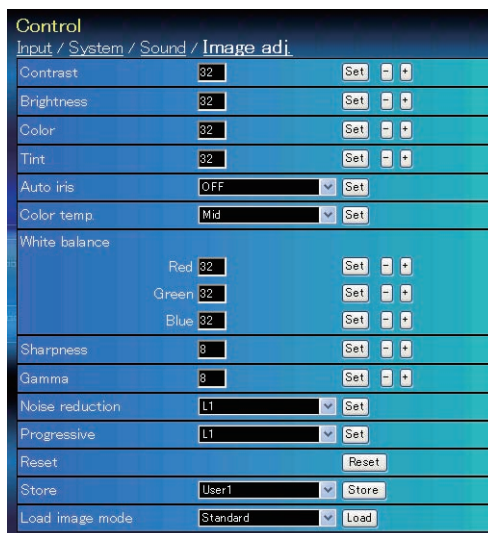 Control
Input / System / Sound / Image adj.
Contrast 32 Set - +
Brightness 32 Set - +
Color 32 Set - +
Tint 32 Set - +
Auto iris OFF Set
Color temp. Mid Set
White balance
Red 32 Set - +
Green 32 Set - +
Blue 32 Set - +
Sharpness 8 Set - +
Gamma 8 Set - +
Noise reduction L1 Set
Progressive L1 Set
Reset Reset
Store User1 Store
Load image mode Standard Load